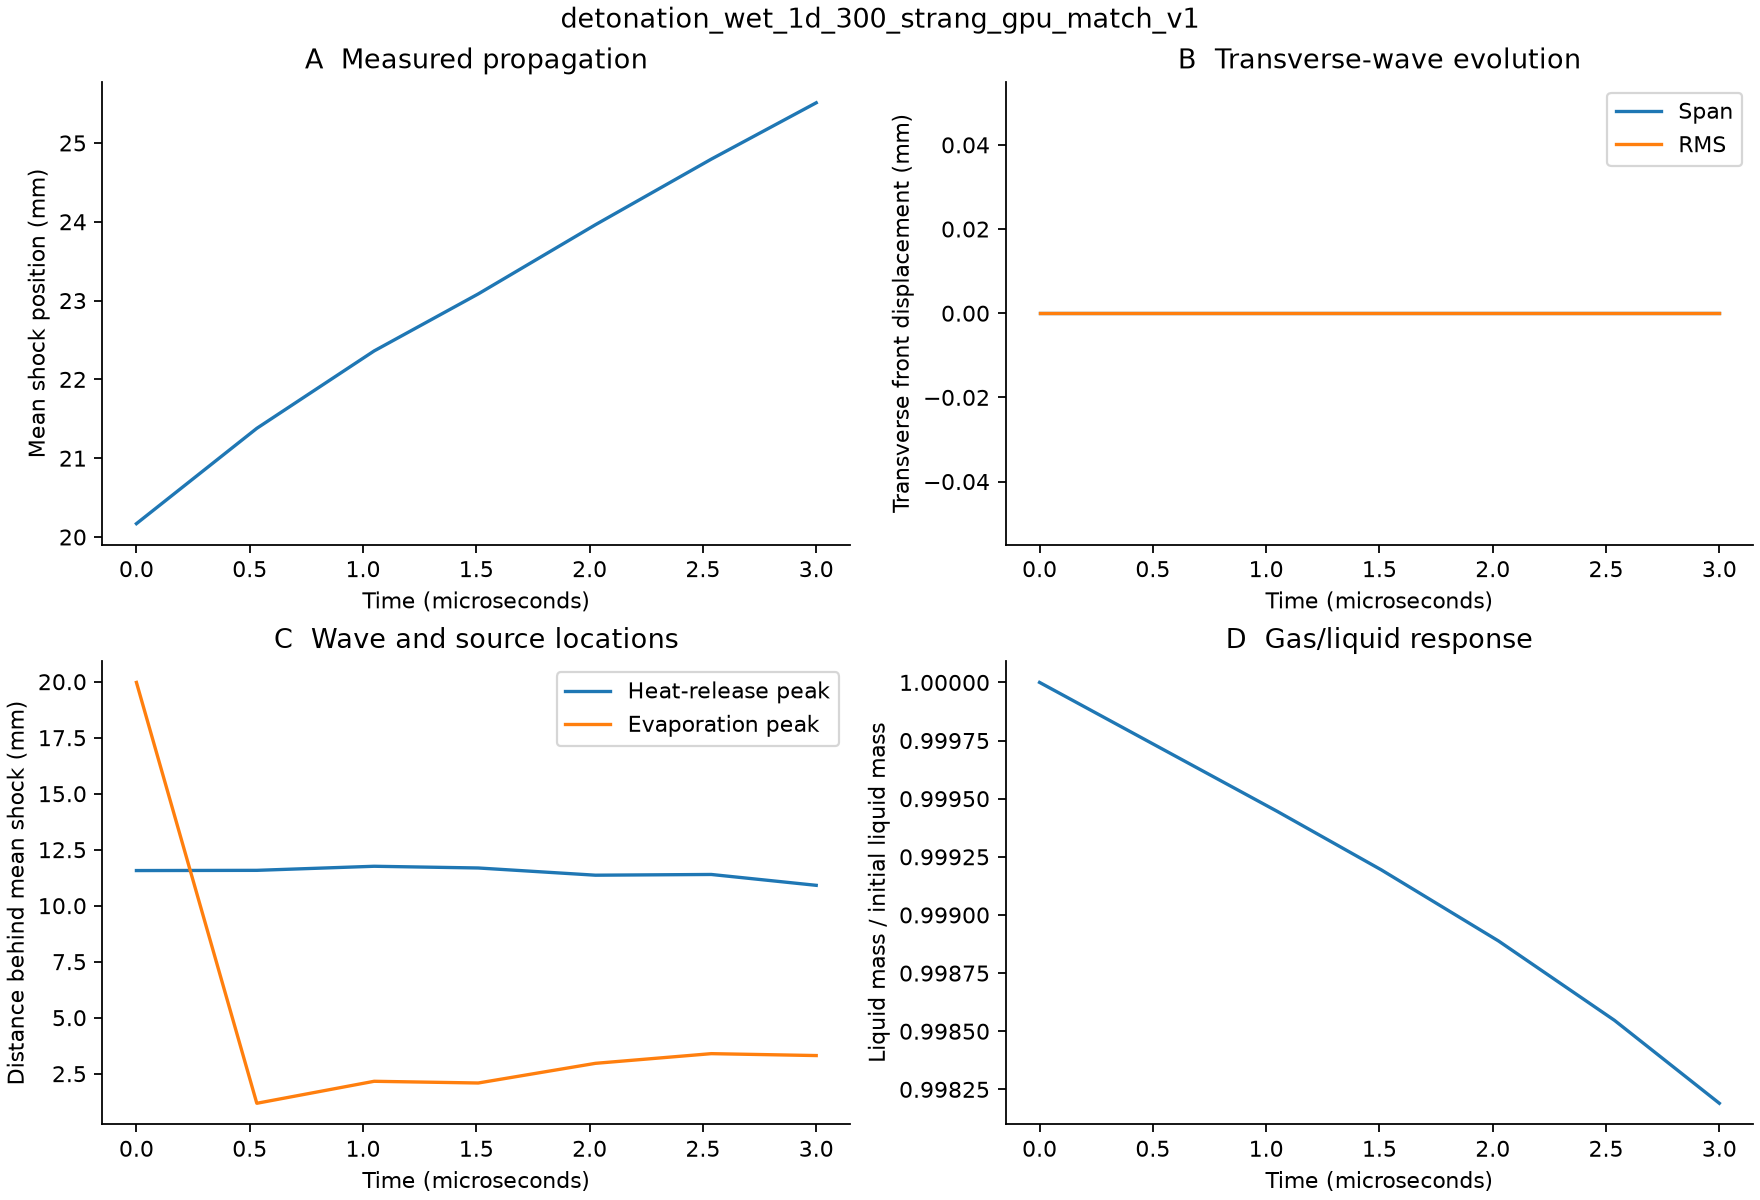 detonation_wet_1d_300_strang_gpu_match_v1
A Measured propagation
Mean shock position (mm)
25
24
23
22
21
20
0.0 0.5 1.0 1.5 2.0 2.5 3.0
Time (microseconds)
B Transverse-wave evolution
Span
RMS
Transverse front displacement (mm)
0.04
0.02
0.00
−0.02
−0.04
0.0 0.5 1.0 1.5 2.0 2.5 3.0
Time (microseconds)
C Wave and source locations
Heat-release peak
Evaporation peak
Distance behind mean shock (mm)
20.0
17.5
15.0
12.5
10.0
7.5
5.0
2.5
0.0 0.5 1.0 1.5 2.0 2.5 3.0
Time (microseconds)
D Gas/liquid response
Liquid mass / initial liquid mass
1.00000
0.99975
0.99950
0.99925
0.99900
0.99875
0.99850
0.99825
0.0 0.5 1.0 1.5 2.0 2.5 3.0
Time (microseconds)